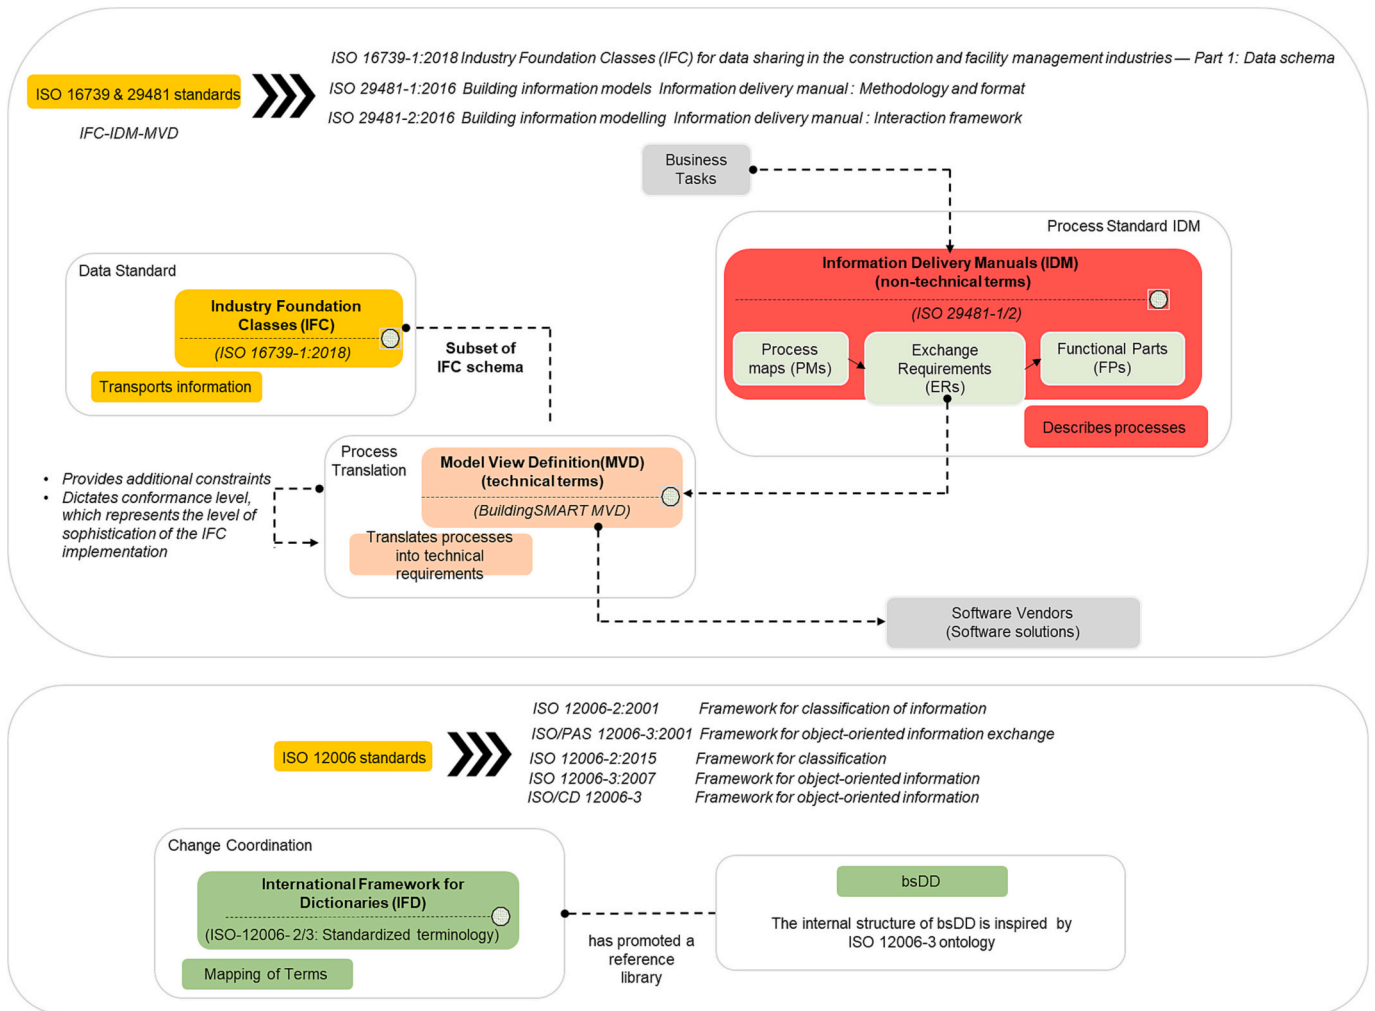 ISO 16739-1:2018 Industry Foundation Classes (IFC) for data sharing in the construction and facility management industries — Part 1: Data schema
ISO 16739 & 29481 standards
ISO 29481-1:2016 Building information models Information delivery manual : Methodology and format
ISO 29481-2:2016 Building information modelling Information delivery manual : Interaction framework
IFC-IDM-MVD
Business
Tasks
Process Standard IDM
Information Delivery Manuals (IDM)
(non-technical terms)
(ISO 29481-1/2)
Process
maps (PMs)
Exchange
Requirements
(ERs)
Functional Parts
(FPs)
Describes processes
Data Standard
Industry Foundation
Classes (IFC)
(ISO 16739-1:2018)
Transports information
Subset of
IFC schema
Process
Translation
Model View Definition(MVD)
(technical terms)
(BuildingSMART MVD)
Translates processes
into technical
requirements
• Provides additional constraints
• Dictates conformance level,
which represents the level of
sophistication of the IFC
implementation
Software Vendors
(Software solutions)
ISO 12006 standards
ISO 12006-2:2001 Framework for classification of information
ISO/PAS 12006-3:2001 Framework for object-oriented information exchange
ISO 12006-2:2015 Framework for classification
ISO 12006-3:2007 Framework for object-oriented information
ISO/CD 12006-3 Framework for object-oriented information
Change Coordination
International Framework for
Dictionaries (IFD)
(ISO-12006- 2/3: Standardized terminology)
Mapping of Terms
has promoted a
reference
library
bsDD
The internal structure of bsDD is inspired by
ISO 12006-3 ontology